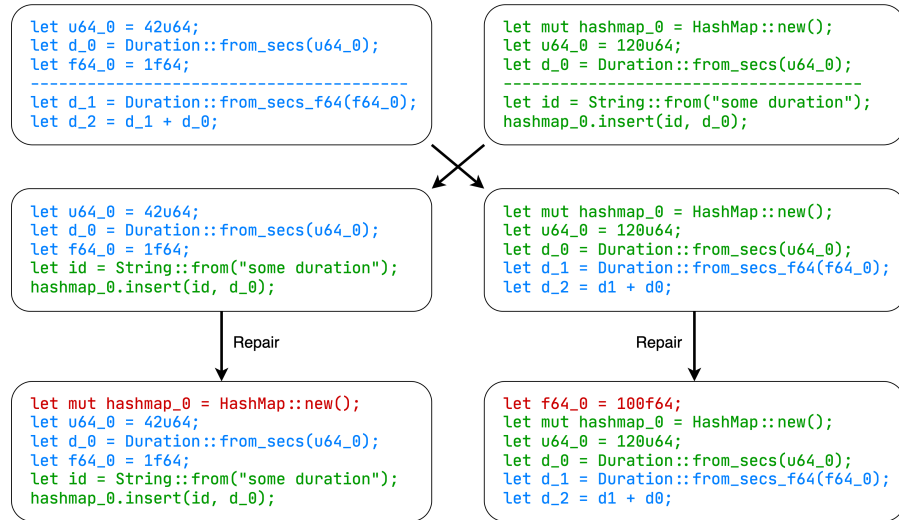 let u64_0 = 42u64;
let d_0 = Duration::from_secs(u64_0);
let f64_0 = 1f64;
let d_1 = Duration::from_secs_f64(f64_0);
let d_2 = d_1 + d_0;
let mut hashmap_0 = HashMap::new();
let u64_0 = 120u64;
let d_0 = Duration::from_secs(u64_0);
let id = String::from("some duration");
hashmap_0.insert(id, d_0);
let u64_0 = 42u64;
let d_0 = Duration::from_secs(u64_0);
let f64_0 = 1f64;
let id = String::from("some duration");
hashmap_0.insert(id, d_0);
let mut hashmap_0 = HashMap::new();
let u64_0 = 120u64;
let d_0 = Duration::from_secs(u64_0);
let d_1 = Duration::from_secs_f64(f64_0);
let d_2 = d1 + d0;
Repair
Repair
let mut hashmap_0 = HashMap::new();
let u64_0 = 42u64;
let d_0 = Duration::from_secs(u64_0);
let f64_0 = 1f64;
let id = String::from("some duration");
hashmap_0.insert(id, d_0);
let f64_0 = 100f64;
let mut hashmap_0 = HashMap::new();
let u64_0 = 120u64;
let d_0 = Duration::from_secs(u64_0);
let d_1 = Duration::from_secs_f64(f64_0);
let d_2 = d1 + d0;